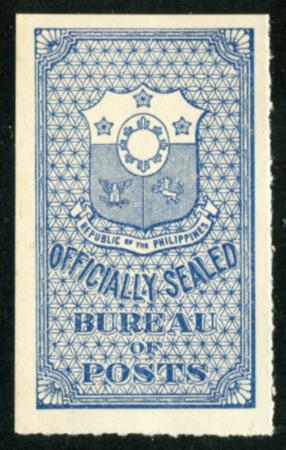 REPUBLIC OF THE PHILIPPINES
OFFICIALLY SEALED
BUREAU
OF
POSTS